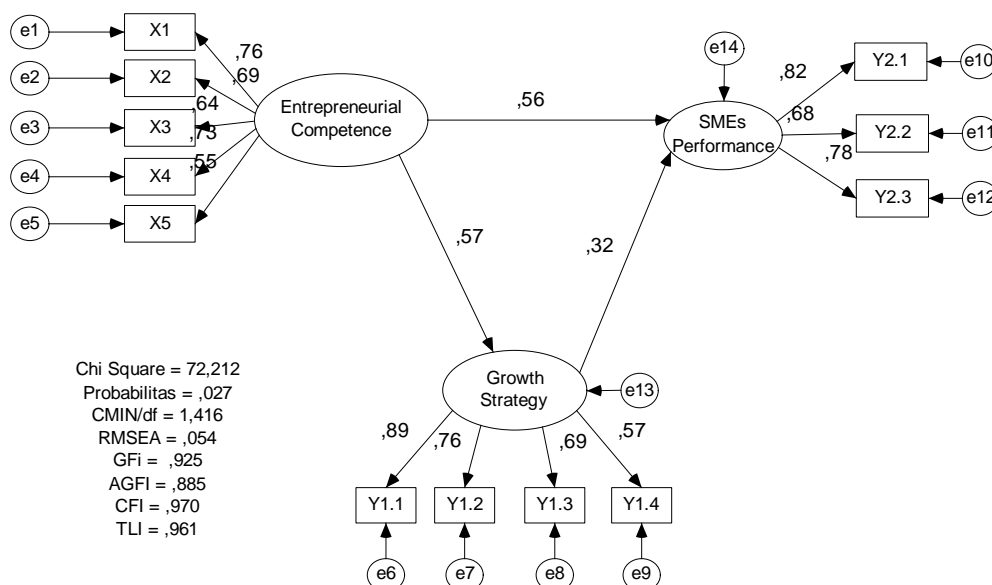 e1
X1
,76
e2
X2
,69
e3
X3
,64
e4
X4
,73
e5
X5
,55
Entrepreneurial
Competence
,56
e14
SMEs
Performance
,82
Y2.1
e10
,68
Y2.2
e11
,78
Y2.3
e12
,57
,32
Growth
Strategy
e13
,89
,76
,69
,57
Y1.1
Y1.2
Y1.3
Y1.4
e6
e7
e8
e9
Chi Square = 72,212
Probabilitas = ,027
CMIN/df = 1,416
RMSEA = ,054
GFi = ,925
AGFI = ,885
CFI = ,970
TLI = ,961